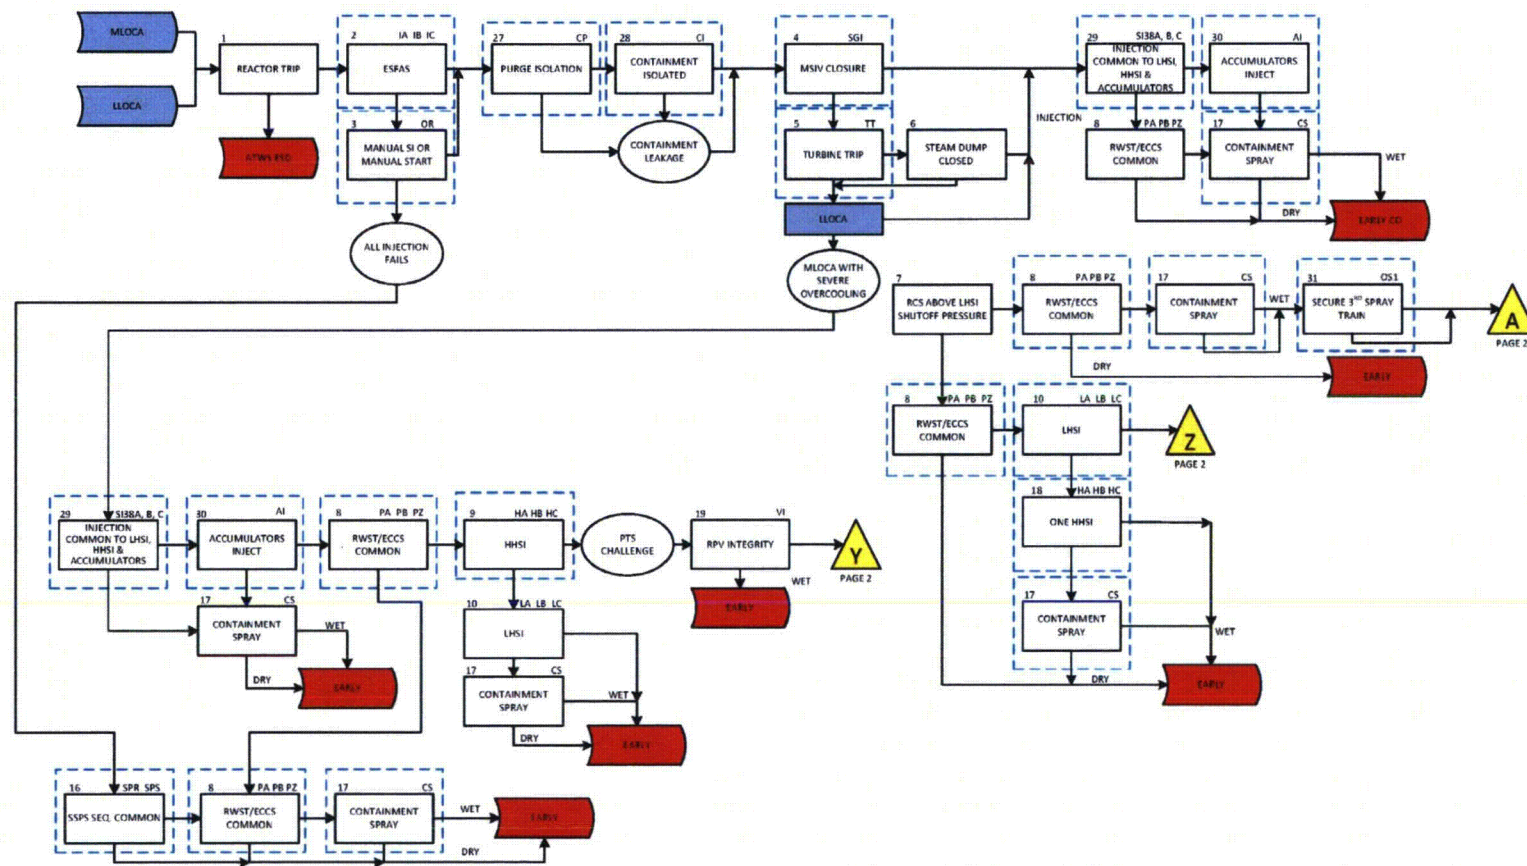 MLOCA
LLOCA
1
REACTOR TRIP
ATWS ESD
2 IA IB IC
ESFAS
3 OR
MANUAL SI OR
MANUAL START
ALL INJECTION
FAILS
27 CP
PURGE ISOLATION
28 CI
CONTAINMENT
ISOLATED
CONTAINMENT
LEAKAGE
4 SGI
MSIV CLOSURE
5 TT
TURBINE TRIP
6
STEAM DUMP
CLOSED
LLOCA
MLOCA WITH
SEVERE
OVERCOOLING
INJECTION
29 SI38A, B, C
INJECTION
COMMON TO LHSI,
HHSI &
ACCUMULATORS
30 AI
ACCUMULATORS
INJECT
8 PA PB PZ
RWST/ECCS
COMMON
17 CS
CONTAINMENT
SPRAY
WET
DRY
EARLY CD
7
RCS ABOVE LHSI
SHUTOFF PRESSURE
8 PA PB PZ
RWST/ECCS
COMMON
17 CS
CONTAINMENT
SPRAY
WET
31 OS1
SECURE 3RD SPRAY
TRAIN
A
PAGE 2
DRY
EARLY
8 PA PB PZ
RWST/ECCS
COMMON
10 LA LB LC
LHSI
Z
PAGE 2
18 HA HB HC
ONE HHSI
17 CS
CONTAINMENT
SPRAY
WET
DRY
EARLY
29 SI38A, B, C
INJECTION
COMMON TO LHSI,
HHSI &
ACCUMULATORS
30 AI
ACCUMULATORS
INJECT
8 PA PB PZ
RWST/ECCS
COMMON
9 HA HB HC
HHSI
PTS
CHALLENGE
19 VI
RPV INTEGRITY
Y
PAGE 2
WET
EARLY
17 CS
CONTAINMENT
SPRAY
WET
DRY
EARLY
10 LA LB LC
LHSI
17 CS
CONTAINMENT
SPRAY
WET
DRY
EARLY
16 SPR SPS
SSPS SEQ. COMMON
8 PA PB PZ
RWST/ECCS
COMMON
17 CS
CONTAINMENT
SPRAY
WET
DRY
EARLY